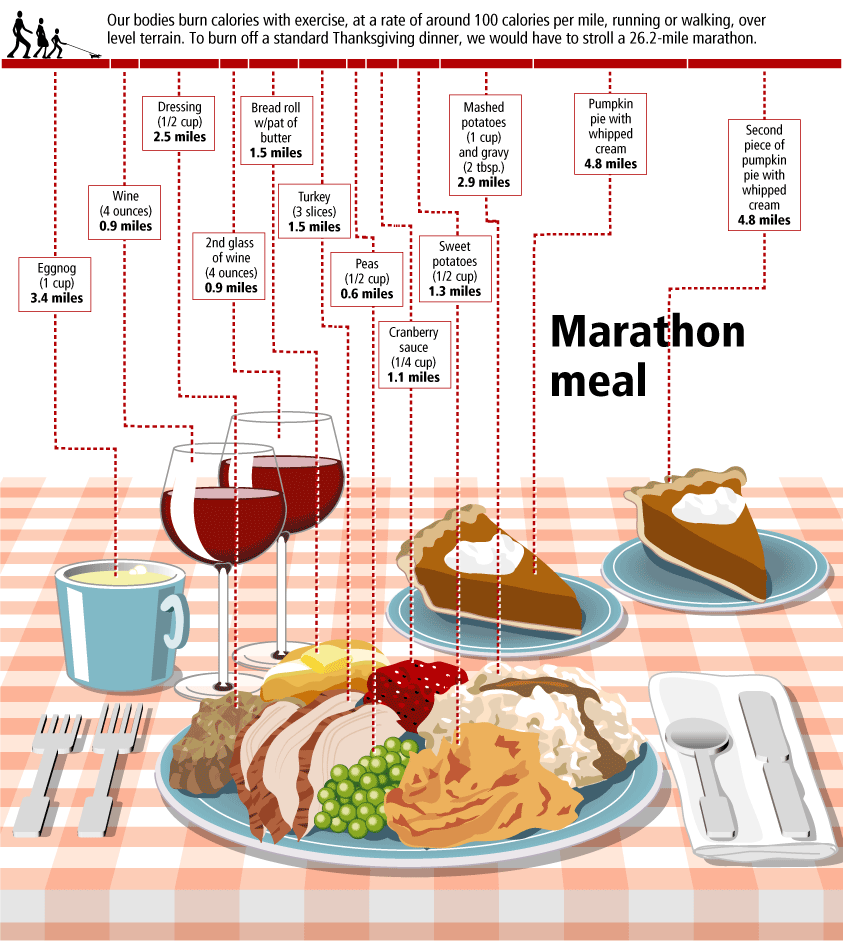 Our bodies burn calories with exercise, at a rate of around 100 calories per mile, running or walking, over
level terrain. To burn off a standard Thanksgiving dinner, we would have to stroll a 26.2-mile marathon.
Eggnog
(1 cup)
3.4 miles
Wine
(4 ounces)
0.9 miles
Dressing
(1/2 cup)
2.5 miles
2nd glass
of wine
(4 ounces)
0.9 miles
Bread roll
w/pat of
butter
1.5 miles
Turkey
(3 slices)
1.5 miles
Peas
(1/2 cup)
0.6 miles
Cranberry
sauce
(1/4 cup)
1.1 miles
Sweet
potatoes
(1/2 cup)
1.3 miles
Mashed
potatoes
(1 cup)
and gravy
(2 tbsp.)
2.9 miles
Pumpkin
pie with
whipped
cream
4.8 miles
Second
piece of
pumpkin
pie with
whipped
cream
4.8 miles
Marathon
meal